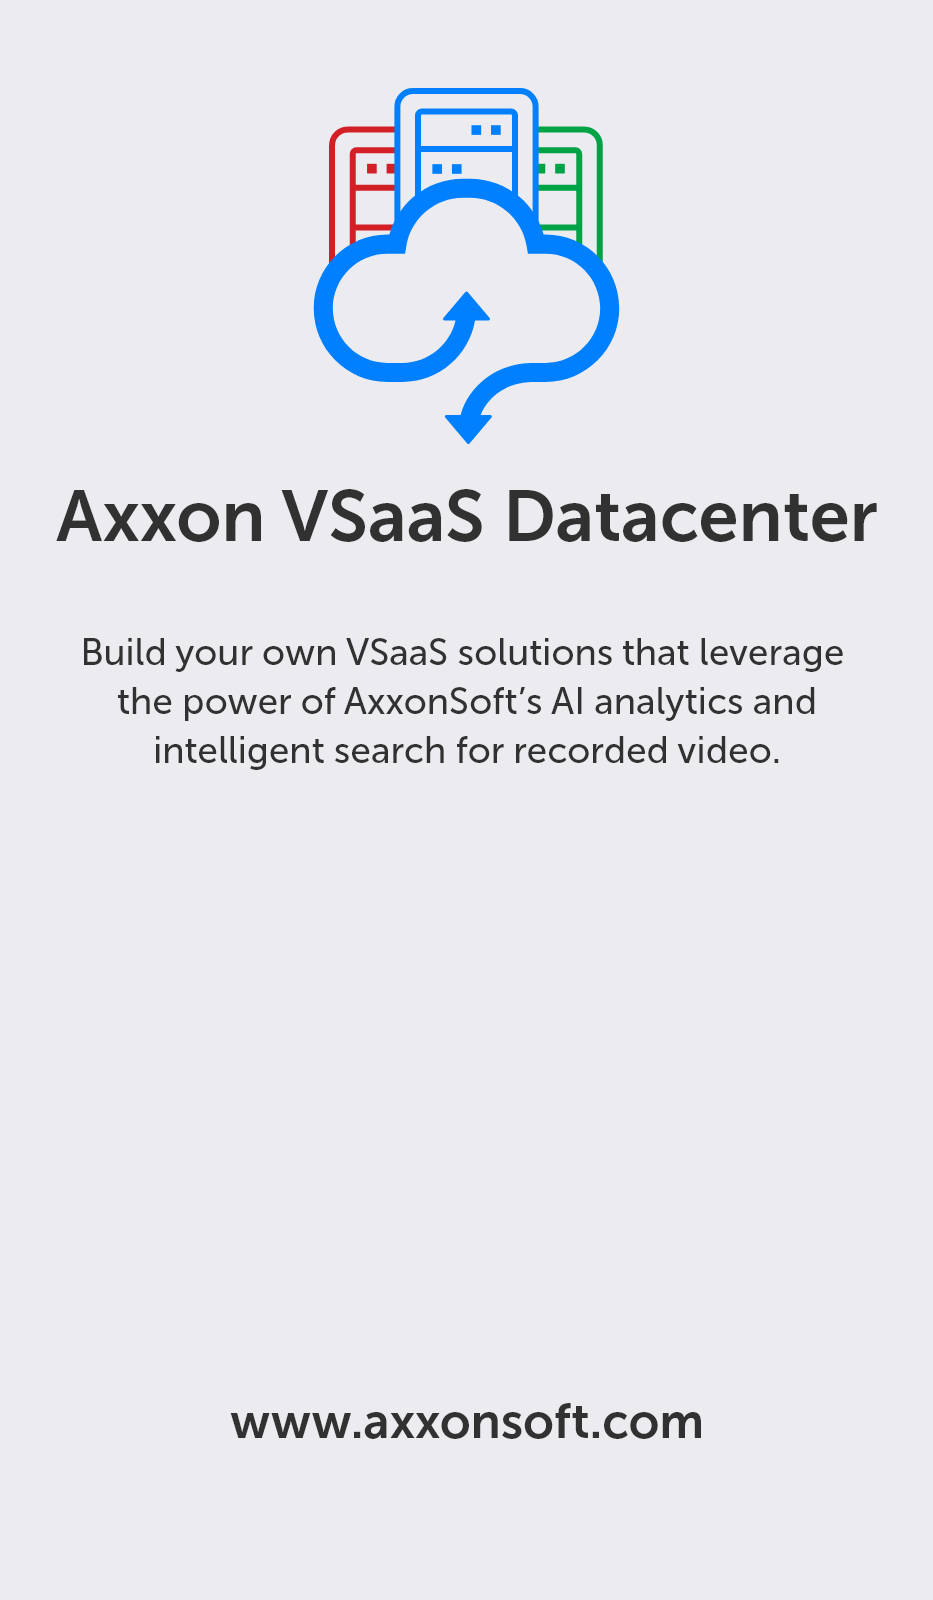 Axxon VSaaS Datacenter
Build your own VSaaS solutions that leverage
the power of AxxonSoft’s AI analytics and
intelligent search for recorded video.
www.axxonsoft.com